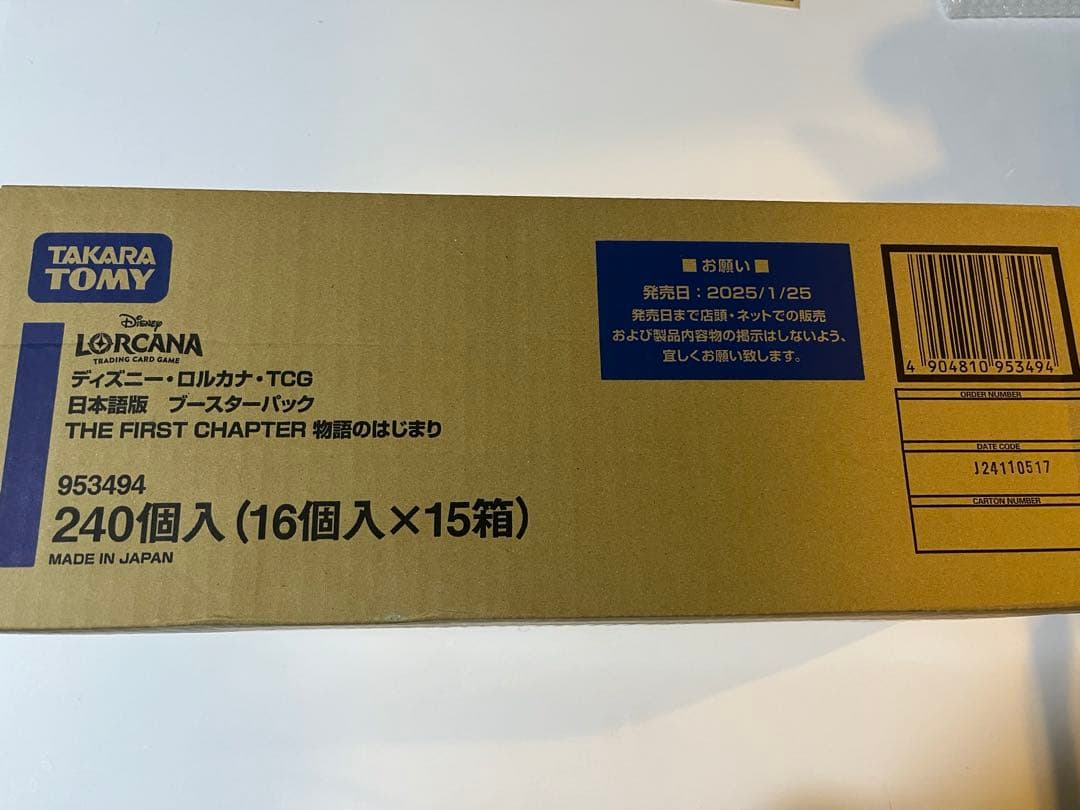 TAKARA
TOMY
Disney
LORCANA
TRADING CARD GAME
ディズニー・ロルカナ・TCG
日本語版　ブースターパック
THE FIRST CHAPTER 物語のはじまり
953494
240個入(16個入×15箱)
MADE IN JAPAN
■お願い■
発売日：2025/1/25
発売日まで店頭・ネットでの販売
および製品内容物の掲示はしないよう、
宜しくお願い致します。
4 904810 953494
ORDER NUMBER
DATE CODE
J24110517
CARTON NUMBER